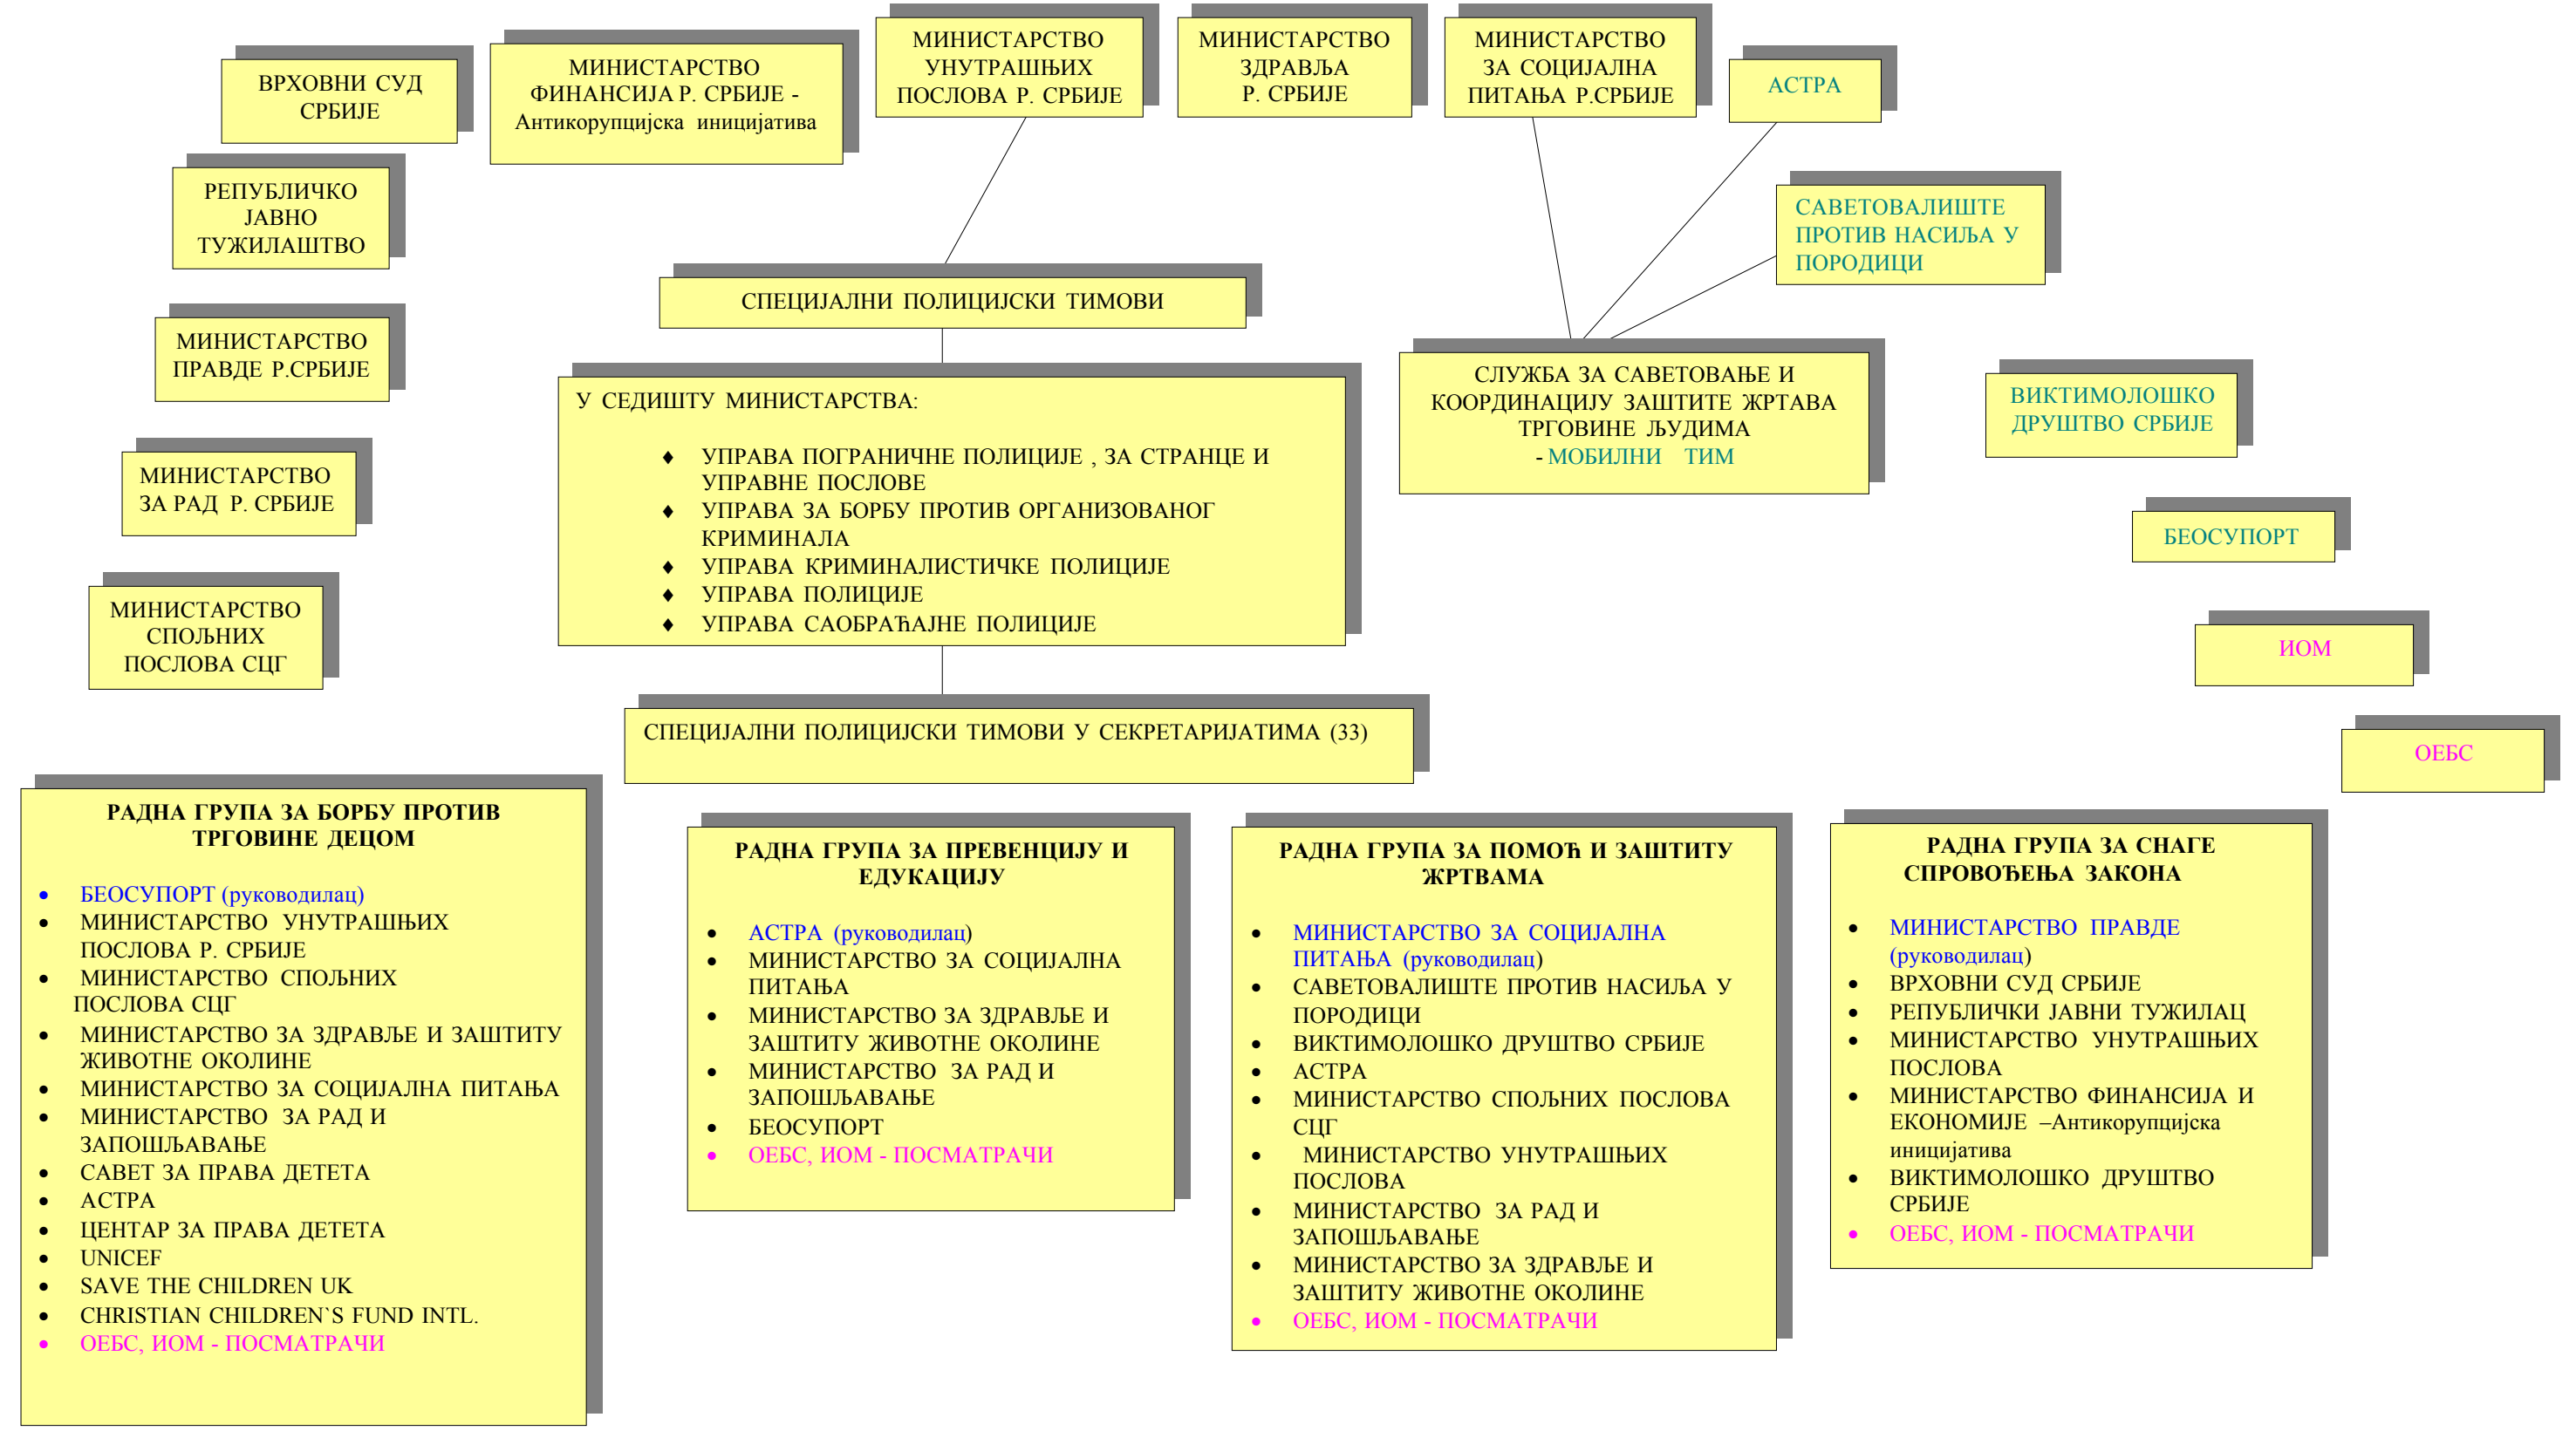 ВРХОВНИ СУД
СРБИЈЕ
МИНИСТАРСТВО
ФИНАНСИЈА Р. СРБИЈЕ -
Антикорупцијска иницијатива
МИНИСТАРСТВО
УНУТРАШЊИХ
ПОСЛОВА Р. СРБИЈЕ
МИНИСТАРСТВО
ЗДРАВЉА
Р. СРБИЈЕ
МИНИСТАРСТВО
ЗА СОЦИЈАЛНА
ПИТАЊА Р.СРБИЈЕ
АСТРА
РЕПУБЛИЧКО
ЈАВНО
ТУЖИЛАШТВО
САВЕТОВАЛИШТЕ
ПРОТИВ НАСИЉА У
ПОРОДИЦИ
СПЕЦИЈАЛНИ ПОЛИЦИЈСКИ ТИМОВИ
МИНИСТАРСТВО
ПРАВДЕ Р.СРБИЈЕ
У СЕДИШТУ МИНИСТАРСТВА:
♦ УПРАВА ПОГРАНИЧНЕ ПОЛИЦИЈЕ , ЗА СТРАНЦЕ И
УПРАВНЕ ПОСЛОВЕ
♦ УПРАВА ЗА БОРБУ ПРОТИВ ОРГАНИЗОВАНОГ
КРИМИНАЛА
♦ УПРАВА КРИМИНАЛИСТИЧКЕ ПОЛИЦИЈЕ
♦ УПРАВА ПОЛИЦИЈЕ
♦ УПРАВА САОБРАЋАЈНЕ ПОЛИЦИЈЕ
СЛУЖБА ЗА САВЕТОВАЊЕ И
КООРДИНАЦИЈУ ЗАШТИТЕ ЖРТАВА
ТРГОВИНЕ ЉУДИМА
- МОБИЛНИ ТИМ
ВИКТИМОЛОШКО
ДРУШТВО СРБИЈЕ
МИНИСТАРСТВО
ЗА РАД Р. СРБИЈЕ
БЕОСУПОРТ
МИНИСТАРСТВО
СПОЉНИХ
ПОСЛОВА СЦГ
ИОМ
СПЕЦИЈАЛНИ ПОЛИЦИЈСКИ ТИМОВИ У СЕКРЕТАРИЈАТИМА (33)
ОЕБС
РАДНА ГРУПА ЗА БОРБУ ПРОТИВ
ТРГОВИНЕ ДЕЦОМ
• БЕОСУПОРТ (руководилац)
• МИНИСТАРСТВО УНУТРАШЊИХ
ПОСЛОВА Р. СРБИЈЕ
• МИНИСТАРСТВО СПОЉНИХ
ПОСЛОВА СЦГ
• МИНИСТАРСТВО ЗА ЗДРАВЉЕ И ЗАШТИТУ
ЖИВОТНЕ ОКОЛИНЕ
• МИНИСТАРСТВО ЗА СОЦИЈАЛНА ПИТАЊА
• МИНИСТАРСТВО ЗА РАД И
ЗАПОШЉАВАЊЕ
• САВЕТ ЗА ПРАВА ДЕТЕТА
• АСТРА
• ЦЕНТАР ЗА ПРАВА ДЕТЕТА
• UNICEF
• SAVE THE CHILDREN UK
• CHRISTIAN CHILDREN`S FUND INTL.
• ОЕБС, ИОМ - ПОСМАТРАЧИ
РАДНА ГРУПА ЗА ПРЕВЕНЦИЈУ И
ЕДУКАЦИЈУ
• АСТРА (руководилац)
• МИНИСТАРСТВО ЗА СОЦИЈАЛНА
ПИТАЊА
• МИНИСТАРСТВО ЗА ЗДРАВЉЕ И
ЗАШТИТУ ЖИВОТНЕ ОКОЛИНЕ
• МИНИСТАРСТВО ЗА РАД И
ЗАПОШЉАВАЊЕ
• БЕОСУПОРТ
• ОЕБС, ИОМ - ПОСМАТРАЧИ
РАДНА ГРУПА ЗА ПОМОЋ И ЗАШТИТУ
ЖРТВАМА
• МИНИСТАРСТВО ЗА СОЦИЈАЛНА
ПИТАЊА (руководилац)
• САВЕТОВАЛИШТЕ ПРОТИВ НАСИЉА У
ПОРОДИЦИ
• ВИКТИМОЛОШКО ДРУШТВО СРБИЈЕ
• АСТРА
• МИНИСТАРСТВО СПОЉНИХ ПОСЛОВА
СЦГ
• МИНИСТАРСТВО УНУТРАШЊИХ
ПОСЛОВА
• МИНИСТАРСТВО ЗА РАД И
ЗАПОШЉАВАЊЕ
• МИНИСТАРСТВО ЗА ЗДРАВЉЕ И
ЗАШТИТУ ЖИВОТНЕ ОКОЛИНЕ
• ОЕБС, ИОМ - ПОСМАТРАЧИ
РАДНА ГРУПА ЗА СНАГЕ
СПРОВОЂЕЊА ЗАКОНА
• МИНИСТАРСТВО ПРАВДЕ
(руководилац)
• ВРХОВНИ СУД СРБИЈЕ
• РЕПУБЛИЧКИ ЈАВНИ ТУЖИЛАЦ
• МИНИСТАРСТВО УНУТРАШЊИХ
ПОСЛОВА
• МИНИСТАРСТВО ФИНАНСИЈА И
ЕКОНОМИЈЕ –Антикорупцијска
иницијатива
• ВИКТИМОЛОШКО ДРУШТВО
СРБИЈЕ
• ОЕБС, ИОМ - ПОСМАТРАЧИ